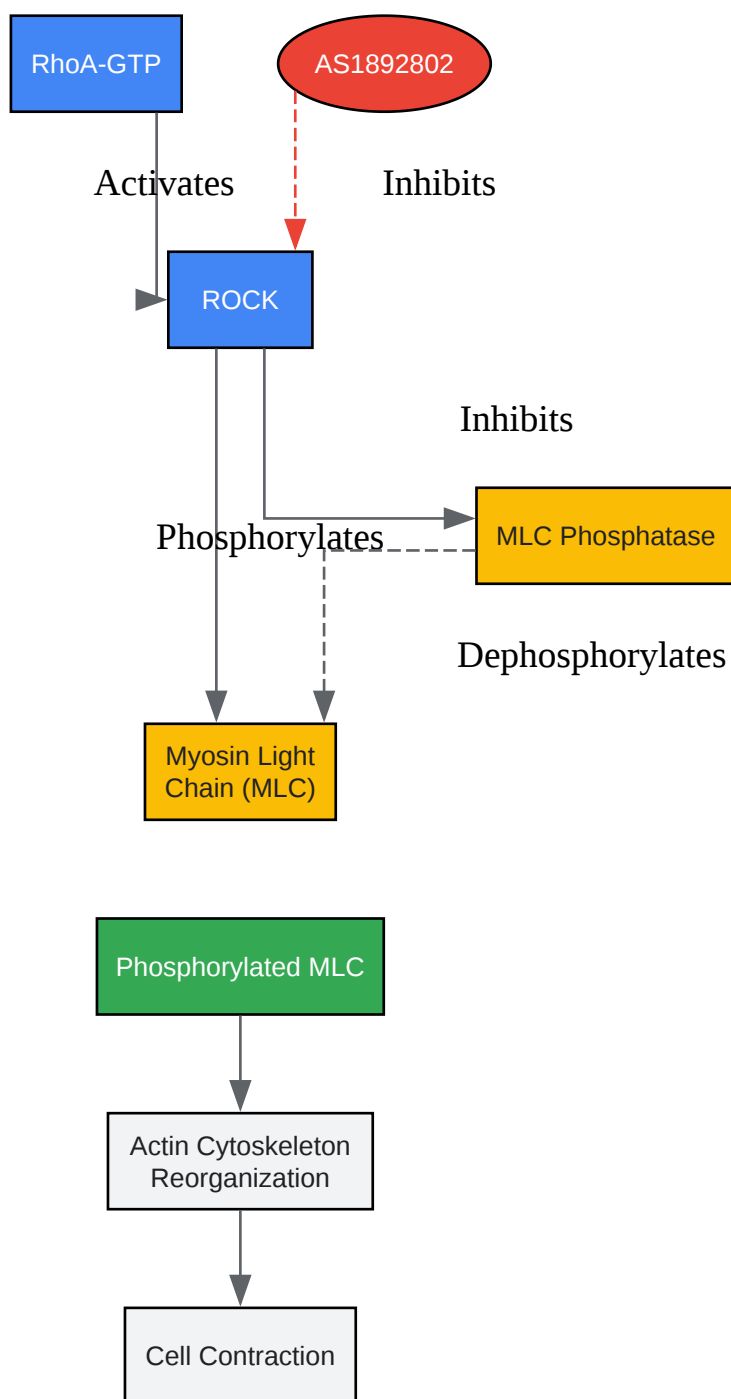 RhoA-GTP
AS1892802
Activates
Inhibits
ROCK
Inhibits
MLC Phosphatase
Phosphorylates
Dephosphorylates
Myosin Light
Chain (MLC)
Phosphorylated MLC
Actin Cytoskeleton
Reorganization
Cell Contraction